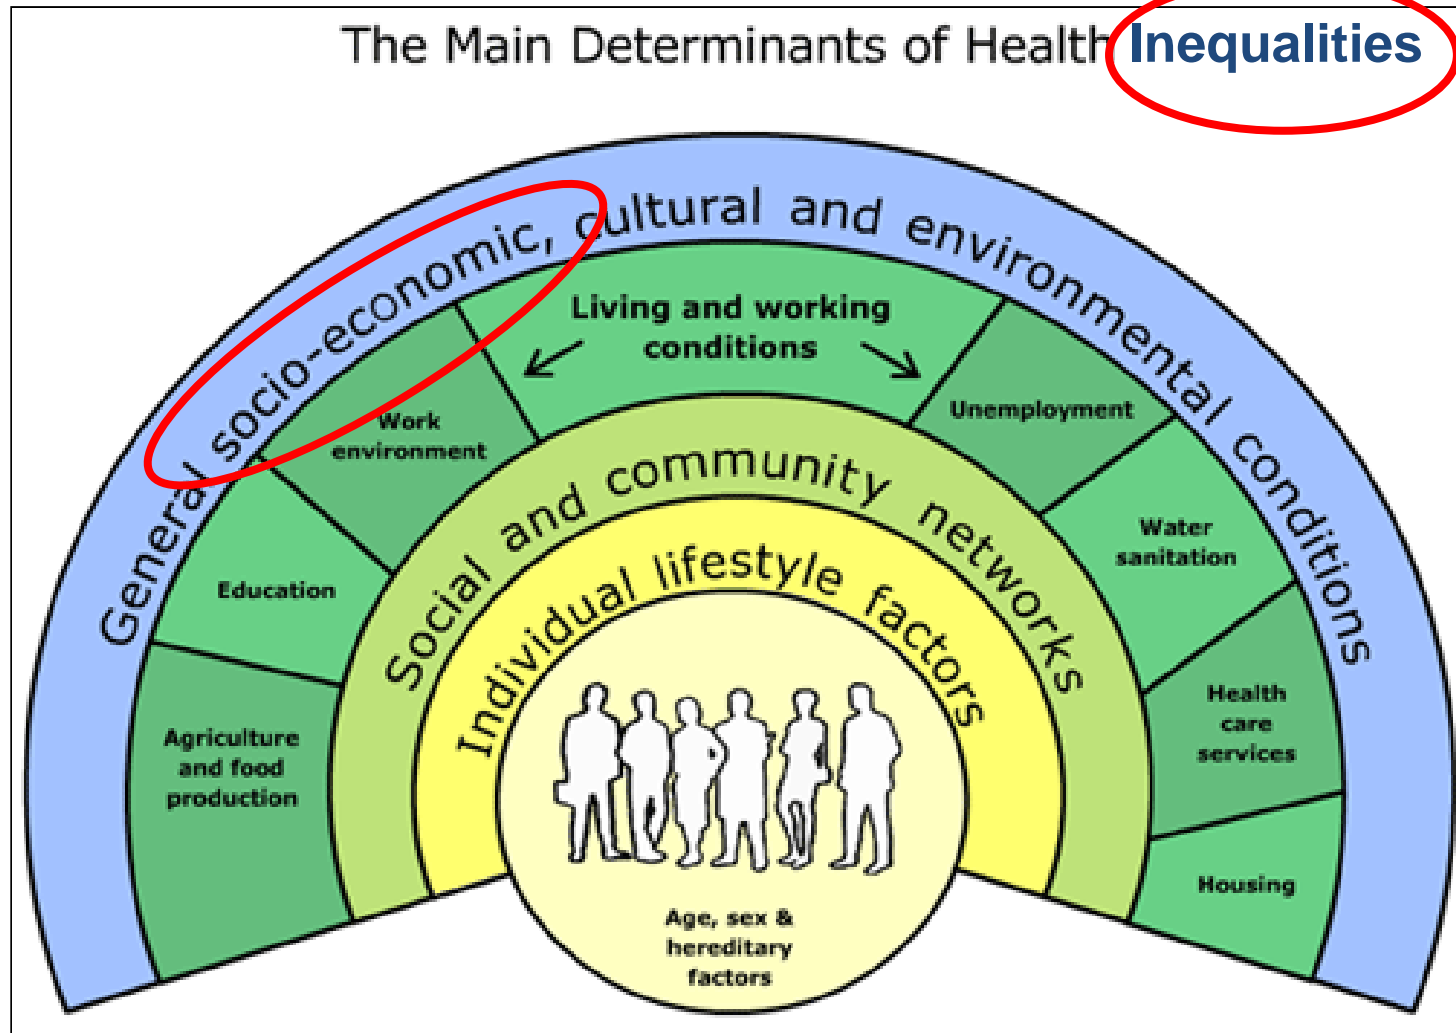 The Main Determinants of Health Inequalities
General socio-economic, cultural and environmental conditions
Living and working
conditions
Work
environment
Unemployment
Education
Water
sanitation
Agriculture
and food
production
Health
care
services
Housing
Social and community networks
Individual lifestyle factors
Age, sex &
hereditary
factors